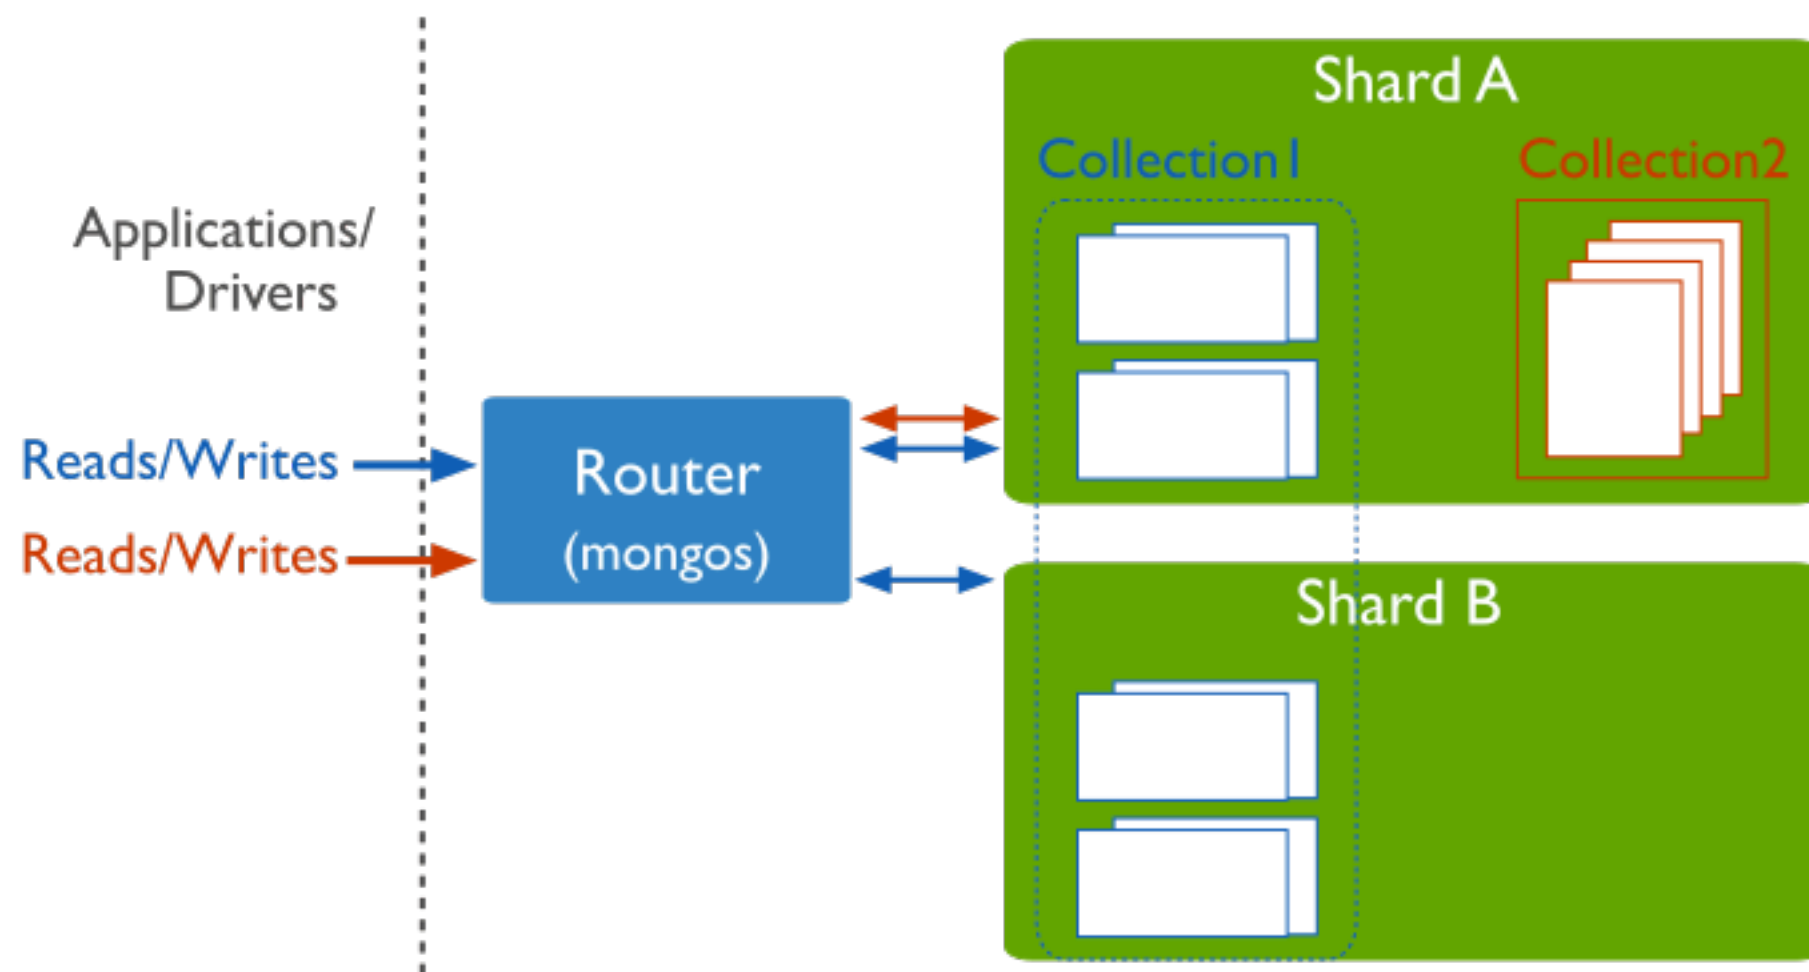 Applications/
Drivers
Reads/Writes
Reads/Writes
Router
(mongos)
Shard A
Collection1
Collection2
Shard B